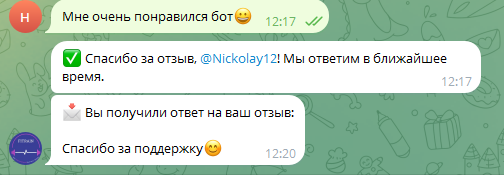 Н
Мне очень понравился бот😀
12:17
✅ Спасибо за отзыв, @Nickolay12! Мы ответим в ближайшее
время.
12:17
📩 Вы получили ответ на ваш отзыв:
Спасибо за поддержку😊
12:20